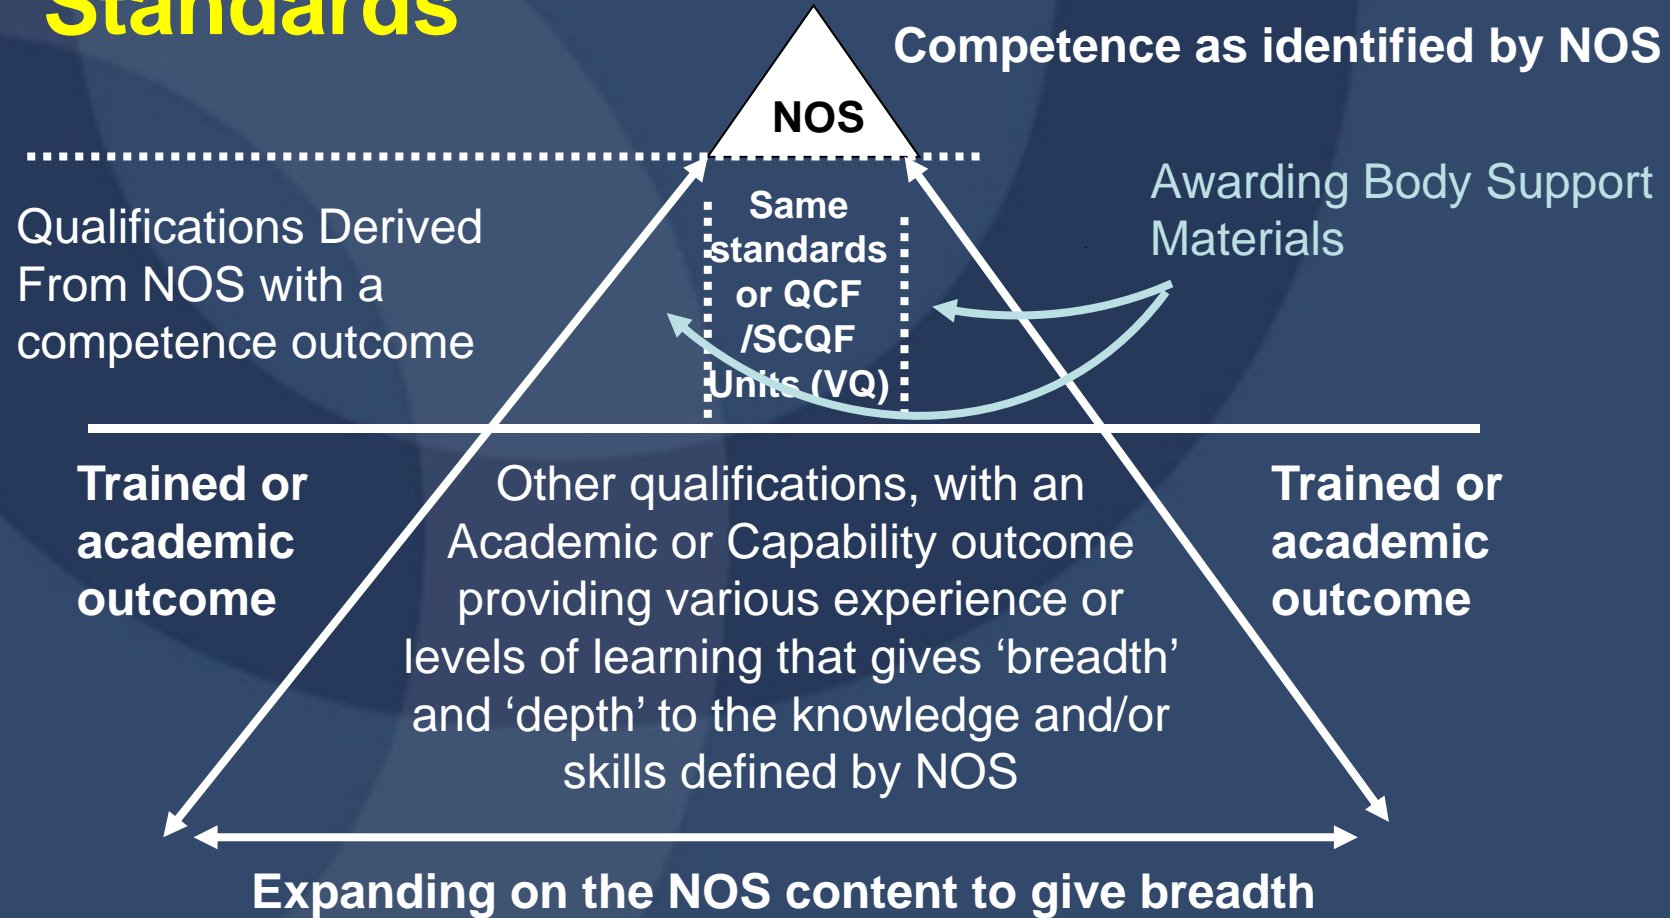 Standards
Competence as identified by NOS
NOS
Qualifications Derived
From NOS with a
competence outcome
Same
standards
or QCF
/SCQF
Units (VQ)
Awarding Body Support
Materials
Trained or
academic
outcome
Other qualifications, with an
Academic or Capability outcome
providing various experience or
levels of learning that gives ‘breadth’
and ‘depth’ to the knowledge and/or
skills defined by NOS
Trained or
academic
outcome
Expanding on the NOS content to give breadth